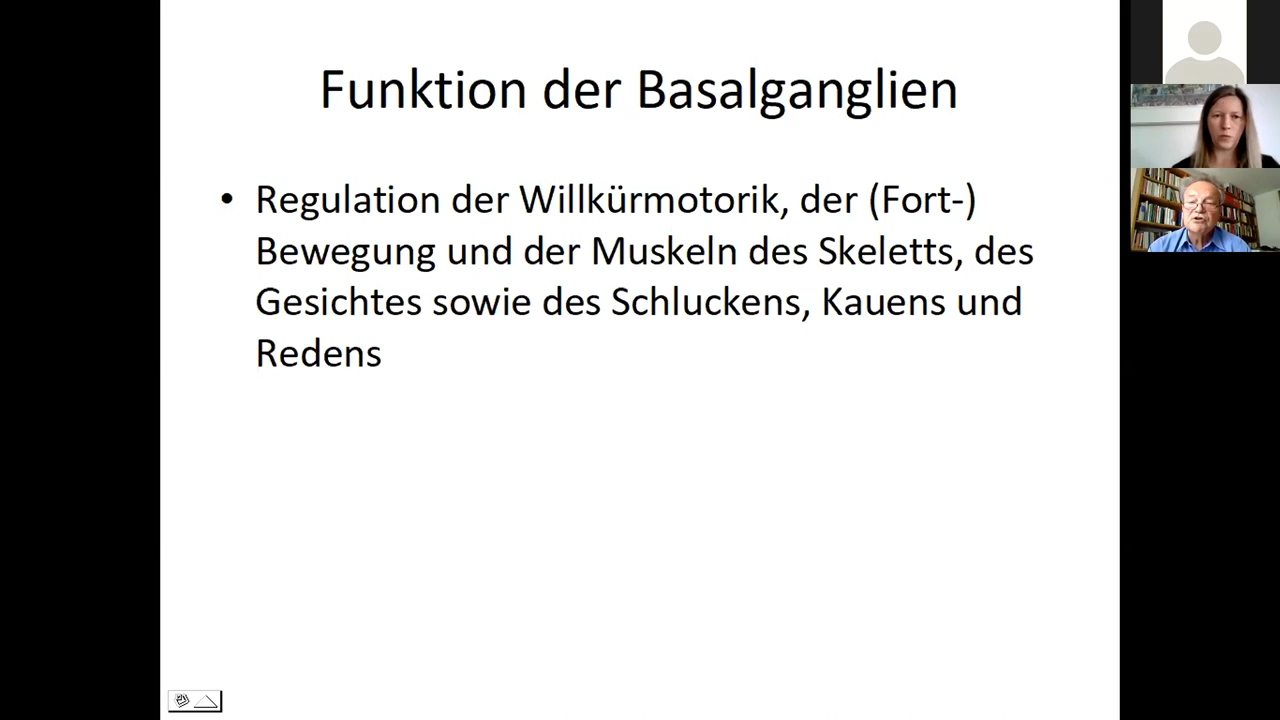 Funktion der Basalganglien
• Regulation der Willkürmotorik, der (Fort-)
Bewegung und der Muskeln des Skeletts, des
Gesichtes sowie des Schluckens, Kauens und
Redens